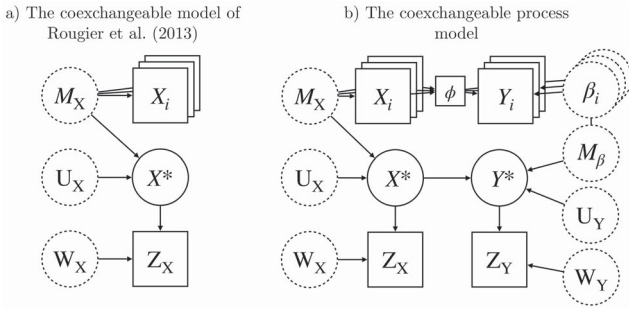 a) The coexchangeable model of
Rougier et al. (2013)
b) The coexchangeable process
model
M_X
X_i
M_X
X_i
ϕ
Y_i
β_i
M_β
U_X
X*
U_X
X*
Y*
U_Y
W_X
Z_X
W_X
Z_X
Z_Y
W_Y